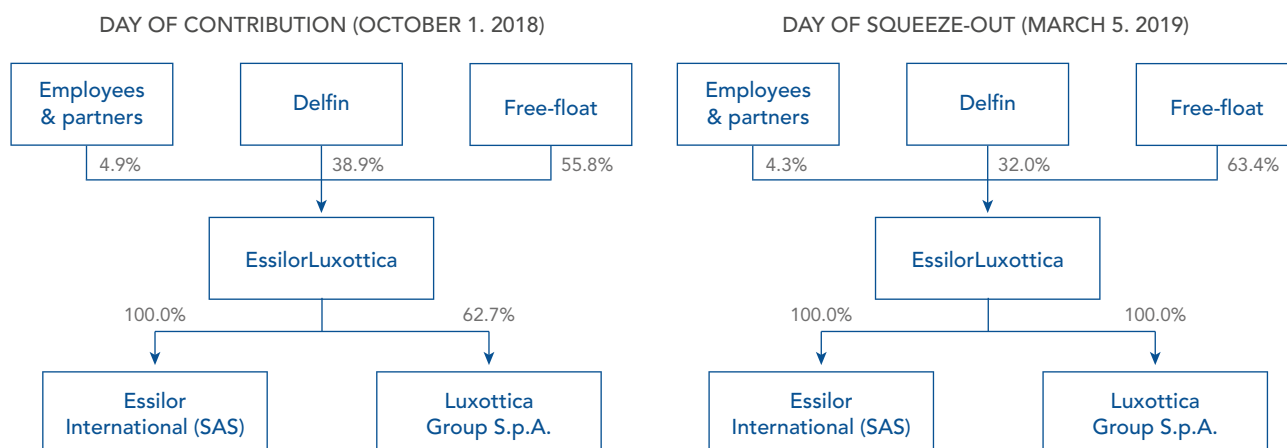 DAY OF CONTRIBUTION (OCTOBER 1. 2018)
Employees
& partners
Delfin
Free-float
4.9%
38.9%
55.8%
EssilorLuxottica
100.0%
62.7%
Essilor
International (SAS)
Luxottica
Group S.p.A.
DAY OF SQUEEZE-OUT (MARCH 5. 2019)
Employees
& partners
Delfin
Free-float
4.3%
32.0%
63.4%
EssilorLuxottica
100.0%
100.0%
Essilor
International (SAS)
Luxottica
Group S.p.A.